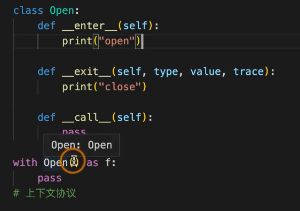 class Open:
    def __enter__(self):
        print("open")

    def __exit__(self, type, value, trace):
        print("close")

    def __call__(self):
        pass
Open: Open
with Open() as f:
    pass
# 上下文协议